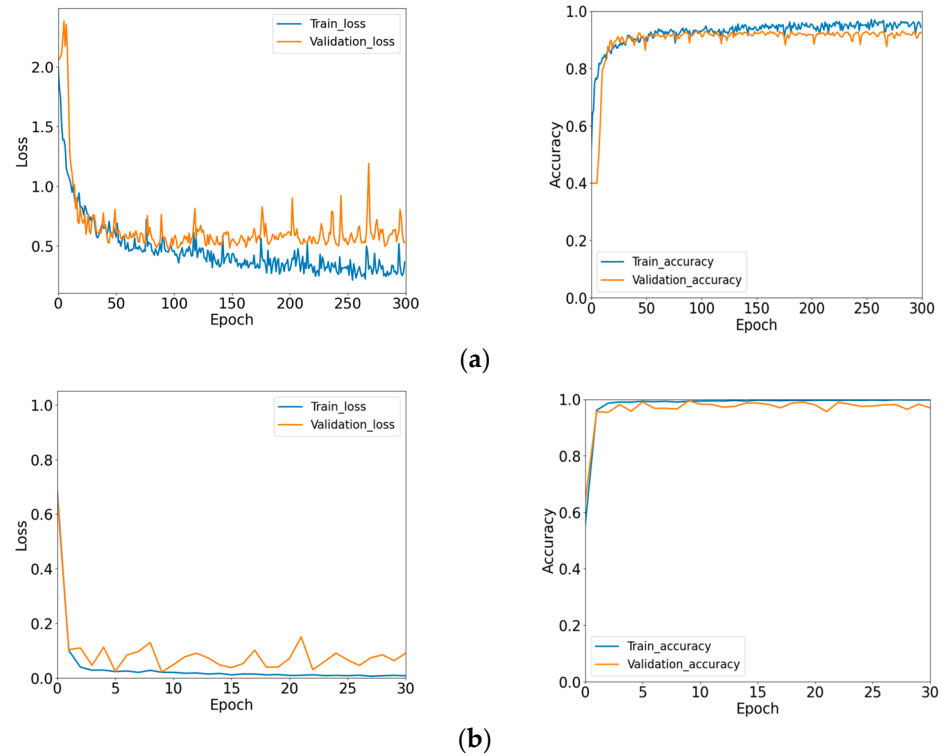 Train_loss
Validation_loss
2.0
1.5
1.0
0.5
Loss
0 50 100 150 200 250 300
Epoch
1.0
0.8
0.6
0.4
0.2
0.0
Accuracy
Train_accuracy
Validation_accuracy
0 50 100 150 200 250 300
Epoch
(a)
Train_loss
Validation_loss
1.0
0.8
0.6
0.4
0.2
0.0
Loss
0 5 10 15 20 25 30
Epoch
1.0
0.8
0.6
0.4
0.2
0.0
Accuracy
Train_accuracy
Validation_accuracy
0 5 10 15 20 25 30
Epoch
(b)